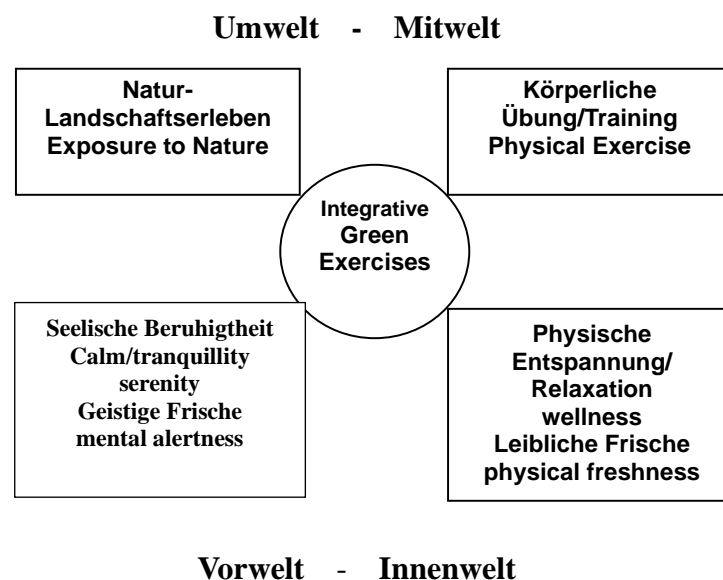 Umwelt - Mitwelt
Natur-
Landschaftserleben
Exposure to Nature
Körperliche
Übung/Training
Physical Exercise
Integrative
Green
Exercises
Seelische Beruhigtheit
Calm/tranquillity
serenity
Geistige Frische
mental alertness
Physische
Entspannung/
Relaxation
wellness
Leibliche Frische
physical freshness
Vorwelt - Innenwelt